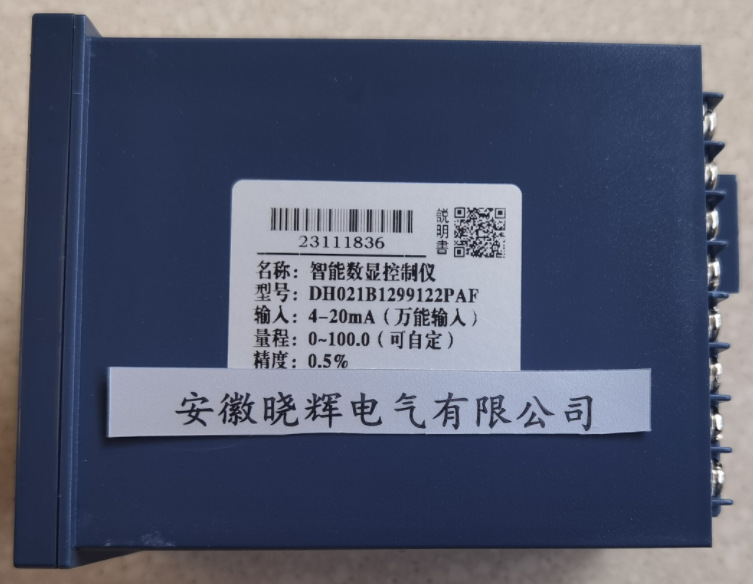 説明書
23111836
名称：智能数显控制仪
型号：DH021B1299122PAF
输入：4-20mA（万能输入）
量程：0~100.0（可自定）
精度：0.5%
安徽晓辉电气有限公司